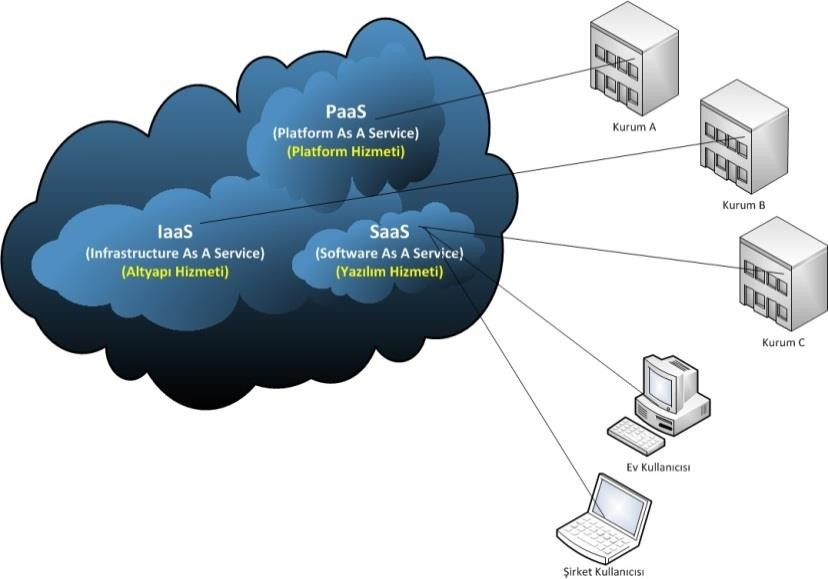 PaaS
(Platform As A Service)
(Platform Hizmeti)
IaaS
(Infrastructure As A Service)
(Altyapı Hizmeti)
SaaS
(Software As A Service)
(Yazılım Hizmeti)
Kurum A
Kurum B
Kurum C
Ev Kullanıcısı
Şirket Kullanıcısı